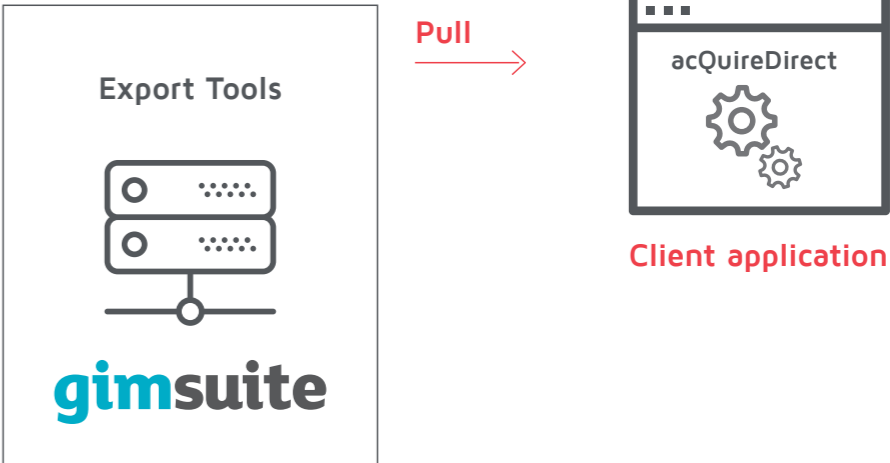 Pull
Export Tools
acQuireDirect
Client application
gimsuite